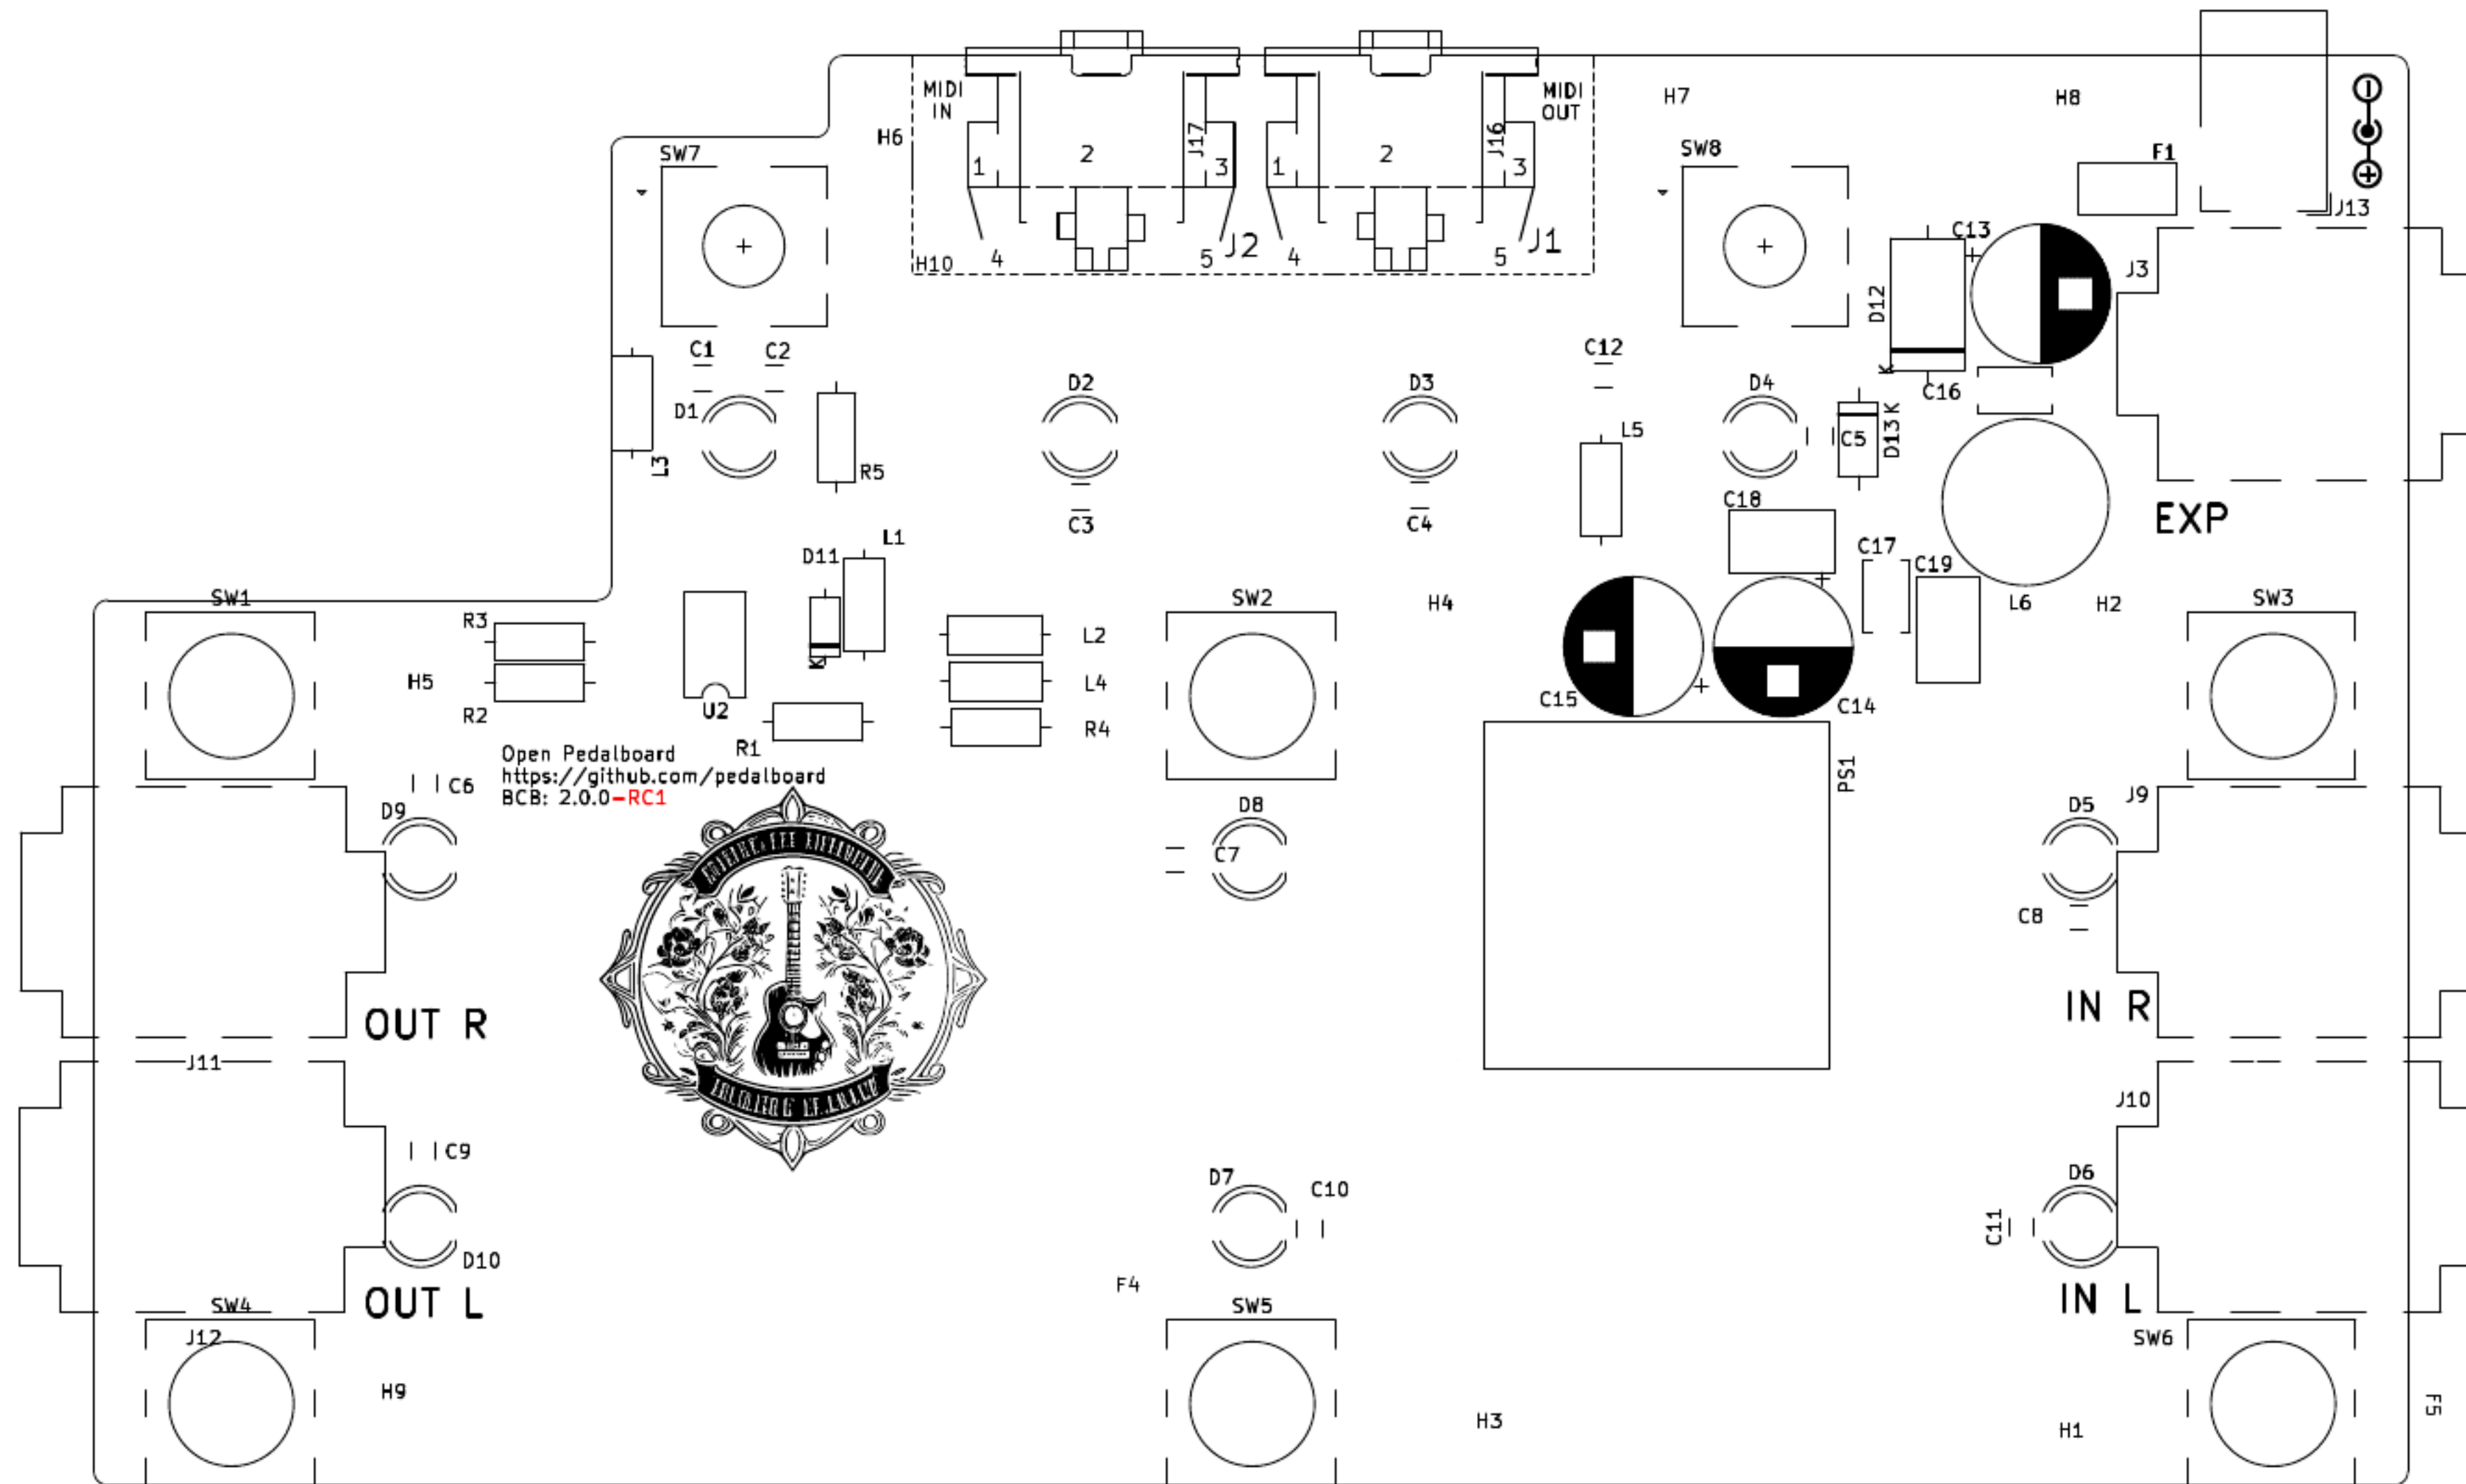 MIDI
IN
MIDI
OUT
H7
H8
H6
J17
J16
F1
SW7
1
2
3
1
2
3
SW8
J13
C13
+
J2
J1
H10
4
5
4
5
J3
D12
K
C1
C2
C12
D2
D3
D4
C16
D1
K
L5
C5
D13
L3
R5
C18
C3
C4
EXP
L1
D11
C17
C19
+
SW1
SW2
H4
L6
H2
SW3
R3
L2
K
H5
L4
+
C15
C14
R2
U2
R4
R1
Open Pedalboard
https://github.com/pedalboard
BCB: 2.0.0-RC1
PS1
C6
J9
D9
D8
D5
C7
C8
IN R
OUT R
J11
J10
C9
D7
C10
D6
C11
D10
F4
OUT L
IN L
SW4
SW5
J12
SW6
H9
F5
H3
H1